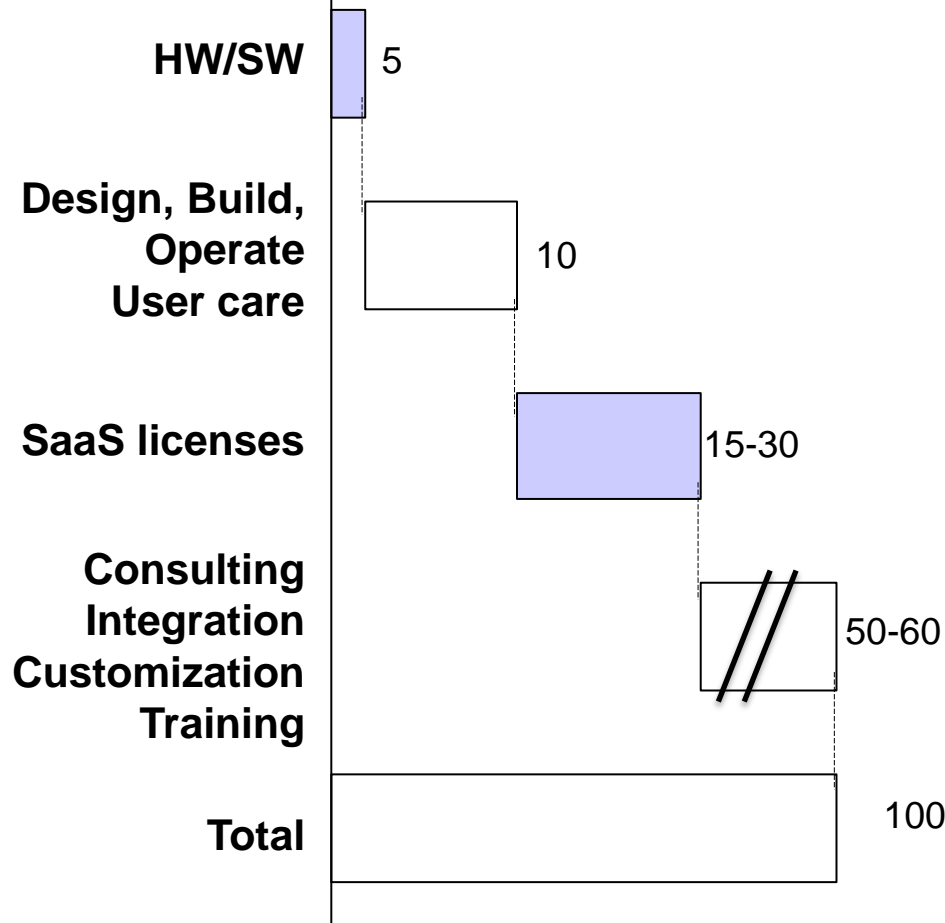 HW/SW
5
Design, Build,
Operate
User care
10
SaaS licenses
15-30
Consulting
Integration
Customization
Training
50-60
Total
100